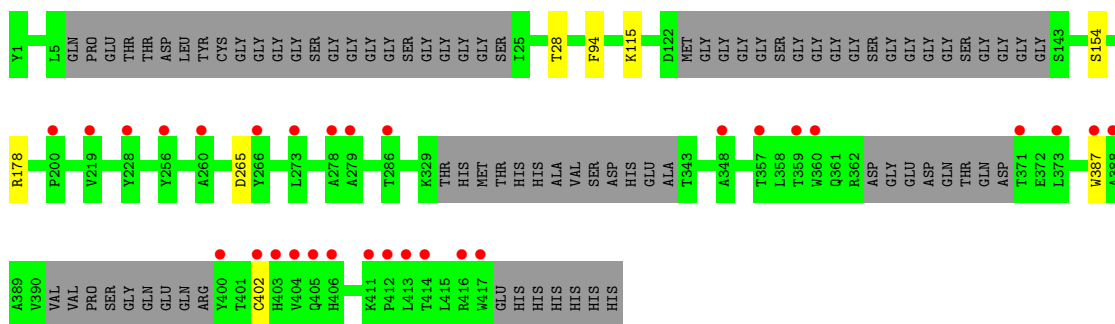 Y1 L5 GLN PRO GLU THR THR ASP LEU TYR CYS GLY GLY GLY GLY SER GLY GLY GLY GLY SER GLY GLY GLY GLY SER I25 T28 F94 K115 D122 MET GLY GLY GLY SER GLY GLY GLY GLY SER GLY GLY GLY GLY SER GLY GLY GLY GLY S143 S154
R178 P200 V219 Y228 Y256 A260 D265 Y266 L273 A278 A279 T286 K329 THR HIS MET THR HIS HIS ALA VAL SER ASP HIS GLU ALA T343 A348 T357 L358 T359 W360 Q361 R362 ASP GLY GLU ASP GLN THR GLN ASP T371 E372 L373 W387 A388
A389 V390 VAL VAL PRO SER GLY GLN GLU GLN ARG Y400 T401 C402 H403 V404 Q405 H406 K411 P412 L413 T414 L415 R416 W417 GLU HIS HIS HIS HIS HIS HIS